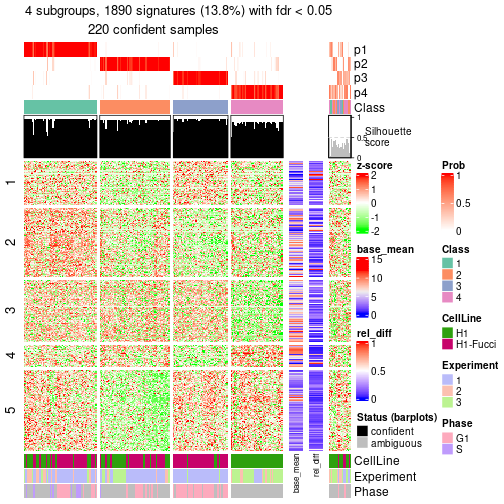 4 subgroups, 1890 signatures (13.8%) with fdr < 0.05
220 confident samples
p1
p2
p3
p4
Class
1
0.5
0
Silhouette
score
1
2
3
4
5
z-score
2
1
0
-1
-2
base_mean
15
10
5
0
rel_diff
1
0.5
0
Status (barplots)
confident
ambiguous
Prob
1
0.5
0
Class
1
2
3
4
CellLine
H1
H1-Fucci
Experiment
1
2
3
Phase
G1
S
base_mean
rel_diff
CellLine
Experiment
Phase